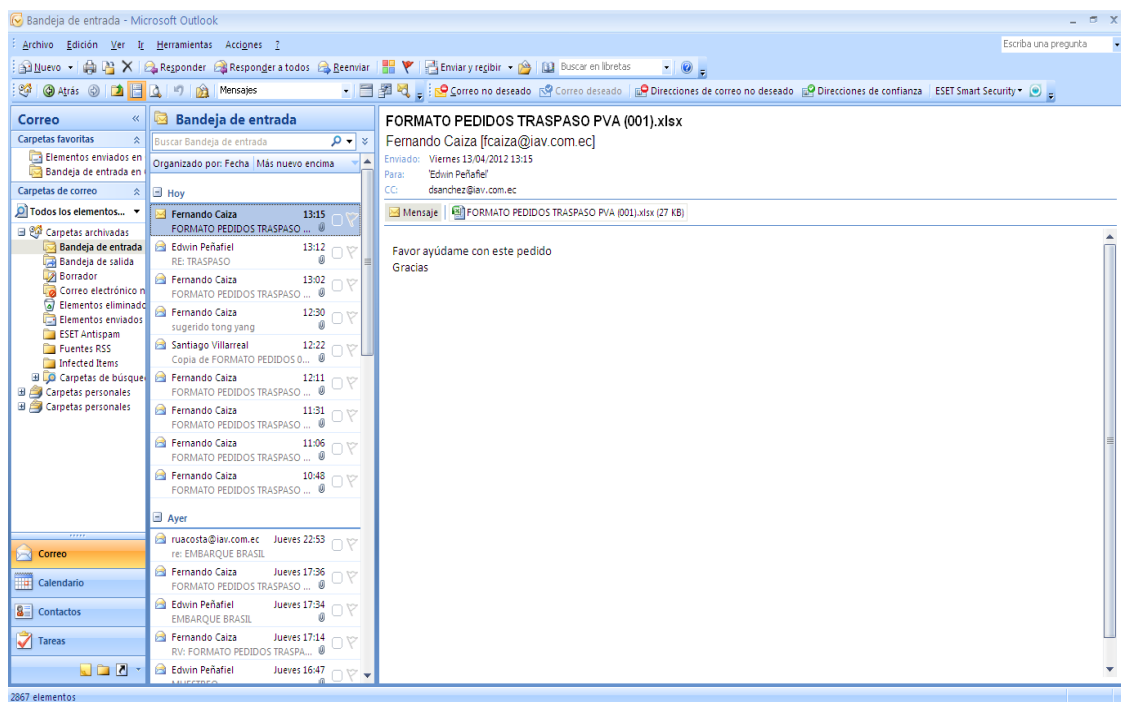 Bandeja de entrada - Microsoft Outlook
Archivo Edición Ver Ir Herramientas Acciones ?
Escriba una pregunta
Nuevo Responder Responder a todos Reenviar Enviar y recibir Buscar en libretas
Atrás Mensajes Correo no deseado Correo deseado Direcciones de correo no deseado Direcciones de confianza ESET Smart Security
Correo
Carpetas favoritas
Elementos enviados en
Bandeja de entrada en
Carpetas de correo
Todos los elementos...
Carpetas archivadas
Bandeja de entrada
Bandeja de salida
Borrador
Correo electrónico n
Elementos eliminado
Elementos enviados
ESET Antispam
Fuentes RSS
Infected Items
Carpetas de búsque
Carpetas personales
Carpetas personales
Correo
Calendario
Contactos
Tareas
Bandeja de entrada
Buscar Bandeja de entrada
Organizado por: Fecha Más nuevo encima
Hoy
Fernando Caiza 13:15
FORMATO PEDIDOS TRASPASO ...
Edwin Peñafiel 13:12
RE: TRASPASO
Fernando Caiza 13:02
FORMATO PEDIDOS TRASPASO ...
Fernando Caiza 12:30
sugerido tong yang
Santiago Villarreal 12:22
Copia de FORMATO PEDIDOS 0...
Fernando Caiza 12:11
FORMATO PEDIDOS TRASPASO ...
Fernando Caiza 11:31
FORMATO PEDIDOS TRASPASO ...
Fernando Caiza 11:06
FORMATO PEDIDOS TRASPASO ...
Fernando Caiza 10:48
FORMATO PEDIDOS TRASPASO ...
Ayer
ruacosta@iav.com.ec Jueves 22:53
re: EMBARQUE BRASIL
Fernando Caiza Jueves 17:36
FORMATO PEDIDOS TRASPASO ...
Edwin Peñafiel Jueves 17:34
EMBARQUE BRASIL
Fernando Caiza Jueves 17:14
RV: FORMATO PEDIDOS TRASPA...
Edwin Peñafiel Jueves 16:47
MUESTREO
FORMATO PEDIDOS TRASPASO PVA (001).xlsx
Fernando Caiza [fcaiza@iav.com.ec]
Enviado: Viernes 13/04/2012 13:15
Para: 'Edwin Peñafiel'
CC: dsanchez@iav.com.ec
Mensaje FORMATO PEDIDOS TRASPASO PVA (001).xlsx (27 KB)
Favor ayúdame con este pedido
Gracias
2867 elementos